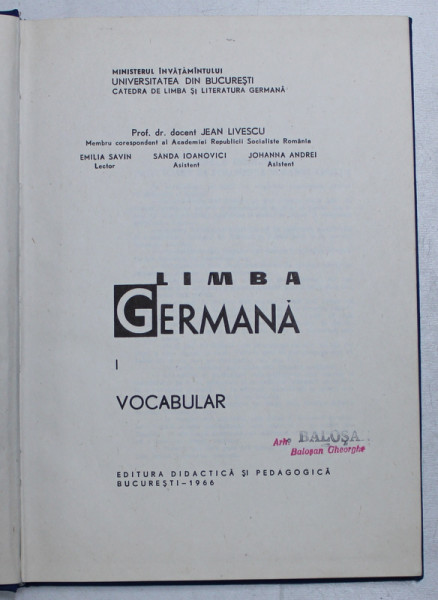 MINISTERUL ÎNVĂȚĂMÎNTULUI
UNIVERSITATEA DIN BUCUREȘTI
CATEDRA DE LIMBA ȘI LITERATURA GERMANĂ
Prof. dr. docent JEAN LIVESCU
Membru corespondent al Academiei Republicii Socialiste România
EMILIA SAVIN SANDA IOANOVICI JOHANNA ANDREI
Lector Asistent Asistent
LIMBA
GERMANĂ
I
VOCABULAR
Arh. BALOȘA
Baloșan Gheorghe
EDITURA DIDACTICĂ ȘI PEDAGOGICĂ
BUCUREȘTI–1966